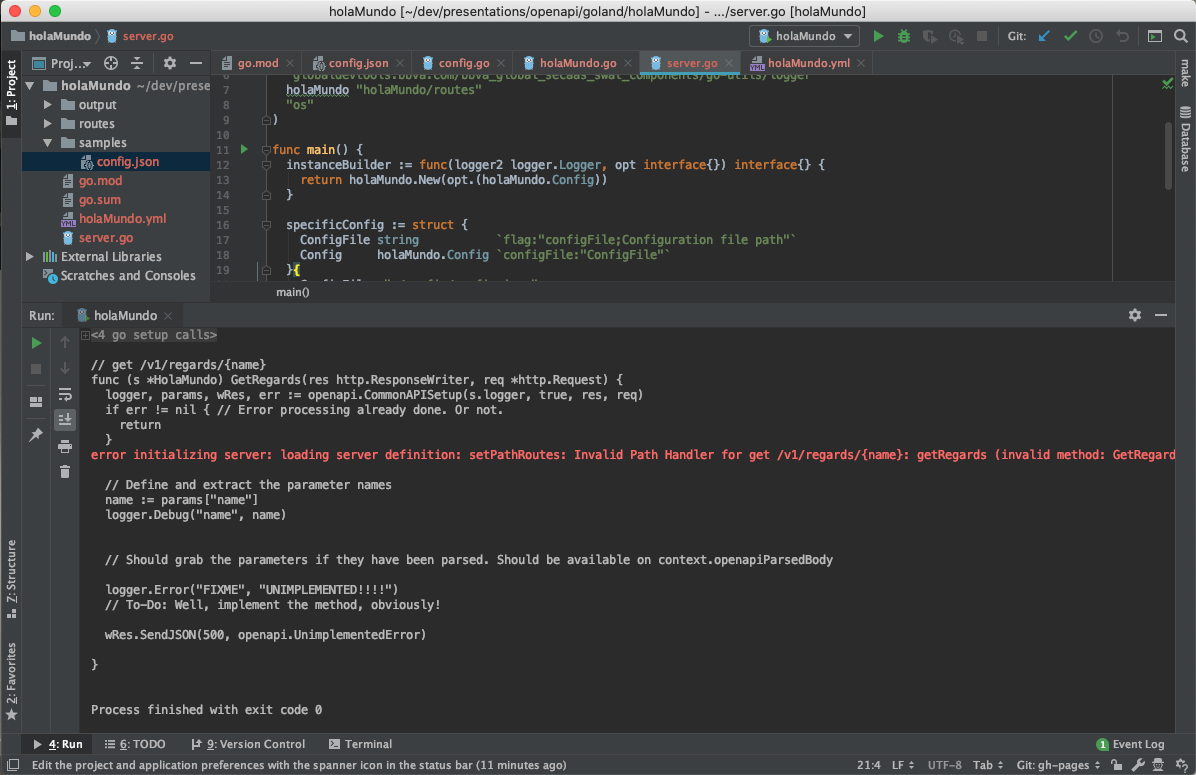 holaMundo [~/dev/presentations/openapi/goland/holaMundo] - .../server.go [holaMundo]
holaMundo server.go holaMundo Git:
1: Project Proj... go.mod config.json config.go holaMundo.go server.go holaMundo.yml make
holaMundo ~/dev/prese
output
routes
samples
config.json
go.mod
go.sum
holaMundo.yml
server.go
External Libraries
Scratches and Consoles
Database
6 "globaldevtools.bbva.com/bbva_global_secaas_swat_components/go-utils/logger"
7 holaMundo "holaMundo/routes"
8 "os"
9 )
10
11 func main() {
12 instanceBuilder := func(logger2 logger.Logger, opt interface{}) interface{} {
13 return holaMundo.New(opt.(holaMundo.Config))
14 }
15
16 specificConfig := struct {
17 ConfigFile string `flag:"configFile;Configuration file path"`
18 Config holaMundo.Config `configFile:"ConfigFile"`
19 }{
main()
Run: holaMundo
<4 go setup calls>
// get /v1/regards/{name}
func (s *HolaMundo) GetRegards(res http.ResponseWriter, req *http.Request) {
logger, params, wRes, err := openapi.CommonAPISetup(s.logger, true, res, req)
if err != nil { // Error processing already done. Or not.
return
}
error initializing server: loading server definition: setPathRoutes: Invalid Path Handler for get /v1/regards/{name}: getRegards (invalid method: GetRegard
// Define and extract the parameter names
name := params["name"]
logger.Debug("name", name)
// Should grab the parameters if they have been parsed. Should be available on context.openapiParsedBody
logger.Error("FIXME", "UNIMPLEMENTED!!!!")
// To-Do: Well, implement the method, obviously!
wRes.SendJSON(500, openapi.UnimplementedError)
}
Process finished with exit code 0
Z: Structure
2: Favorites
4: Run 6: TODO 9: Version Control Terminal 1 Event Log
Edit the project and application preferences with the spanner icon in the status bar (11 minutes ago) 21:4 LF UTF-8 Tab Git: gh-pages